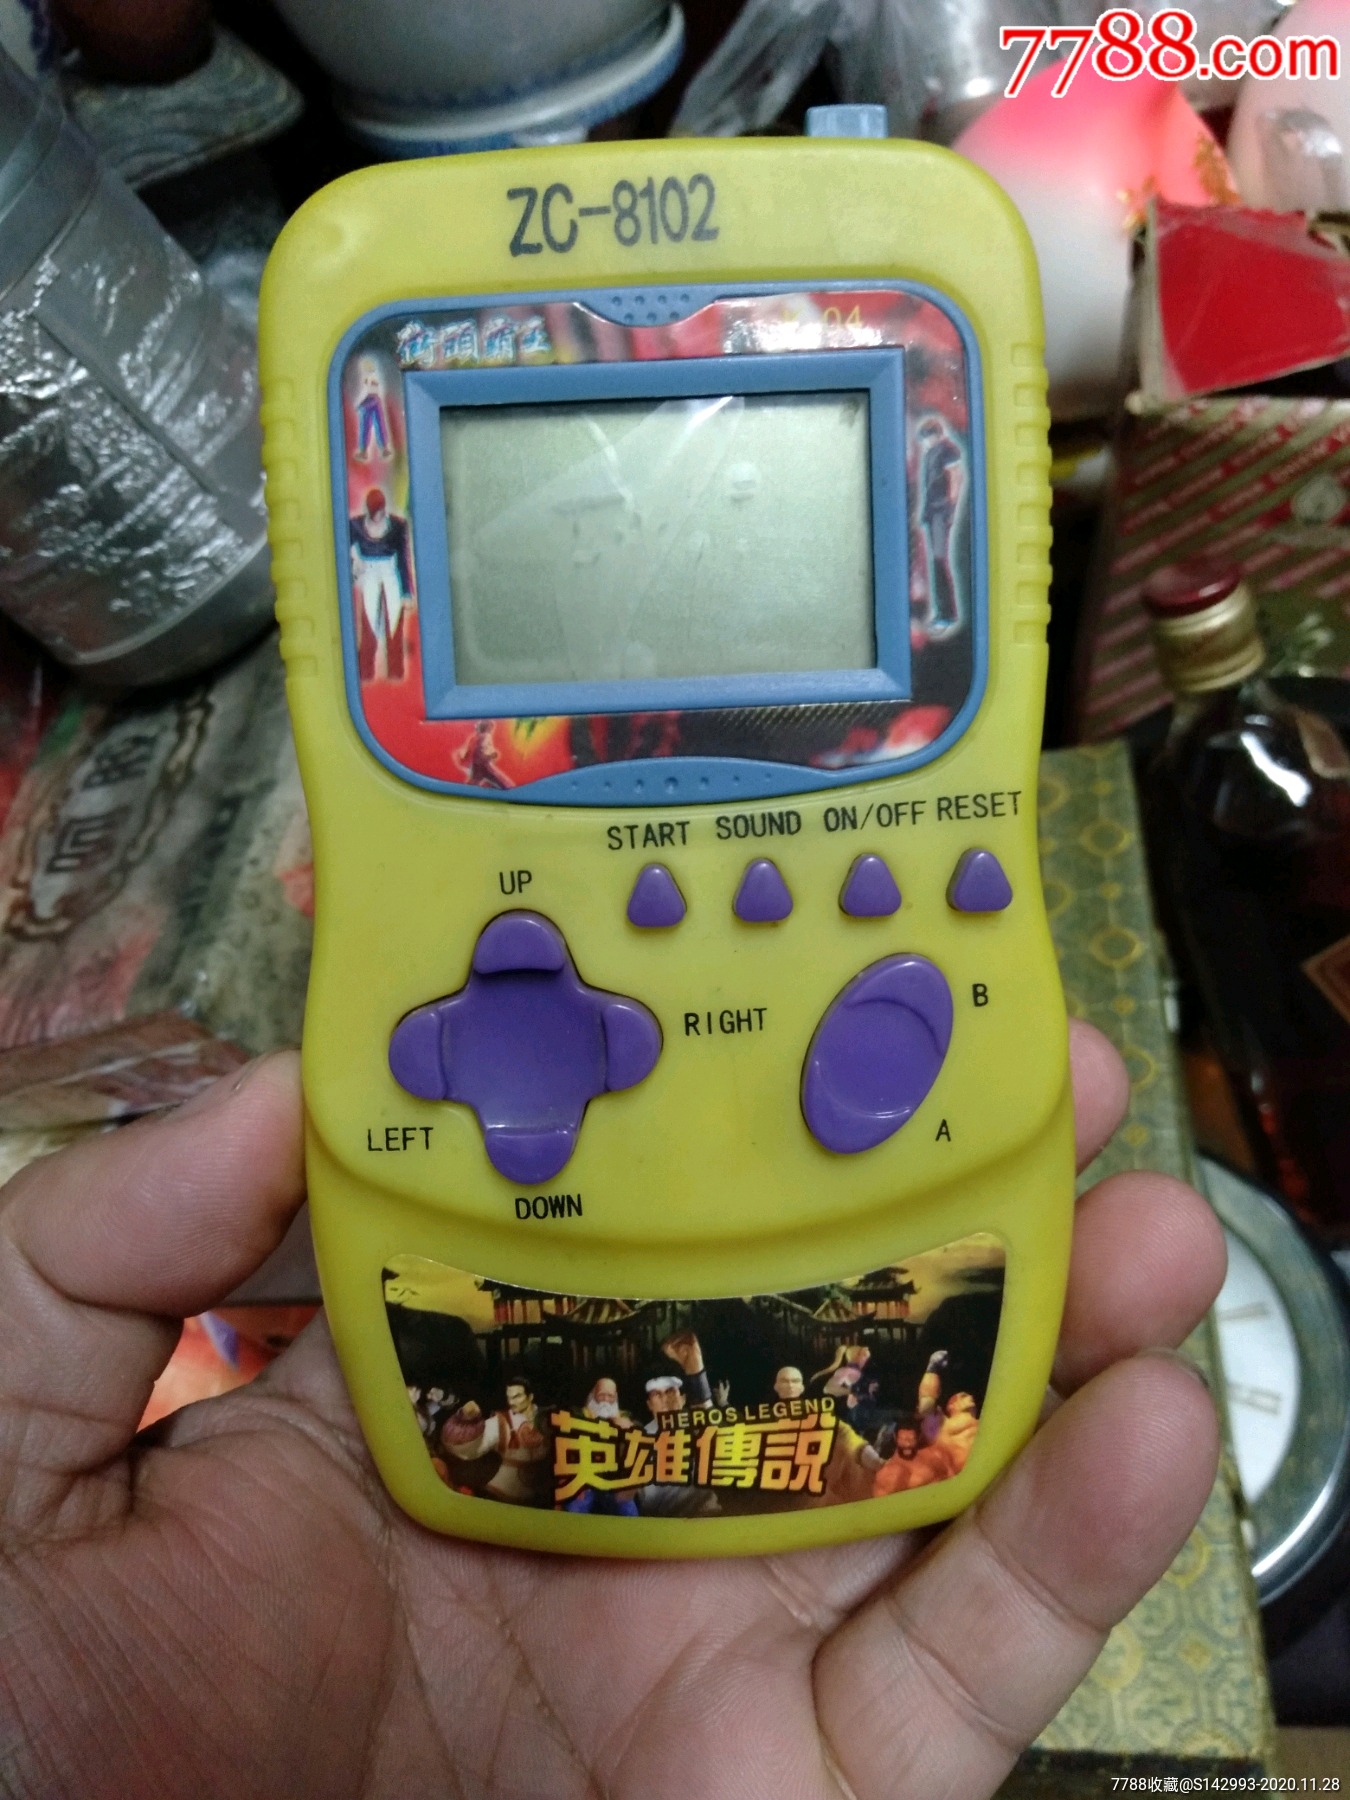 7788.com
ZC-8102
街頭霸王
04
START SOUND ON/OFF RESET
UP
B
RIGHT
LEFT
A
DOWN
HEROS LEGEND
英雄傳説
7788收藏@S142993-2020.11.28